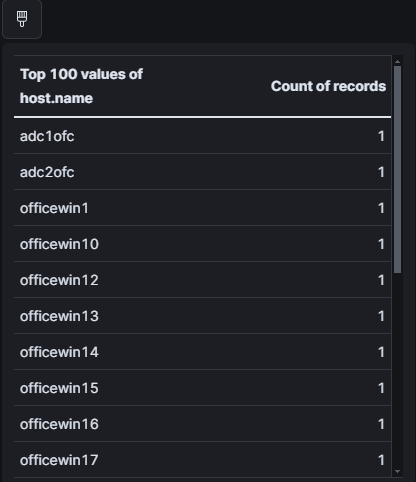 Top 100 values of
host.name Count of records
adc1ofc 1
adc2ofc 1
officewin1 1
officewin10 1
officewin12 1
officewin13 1
officewin14 1
officewin15 1
officewin16 1
officewin17 1